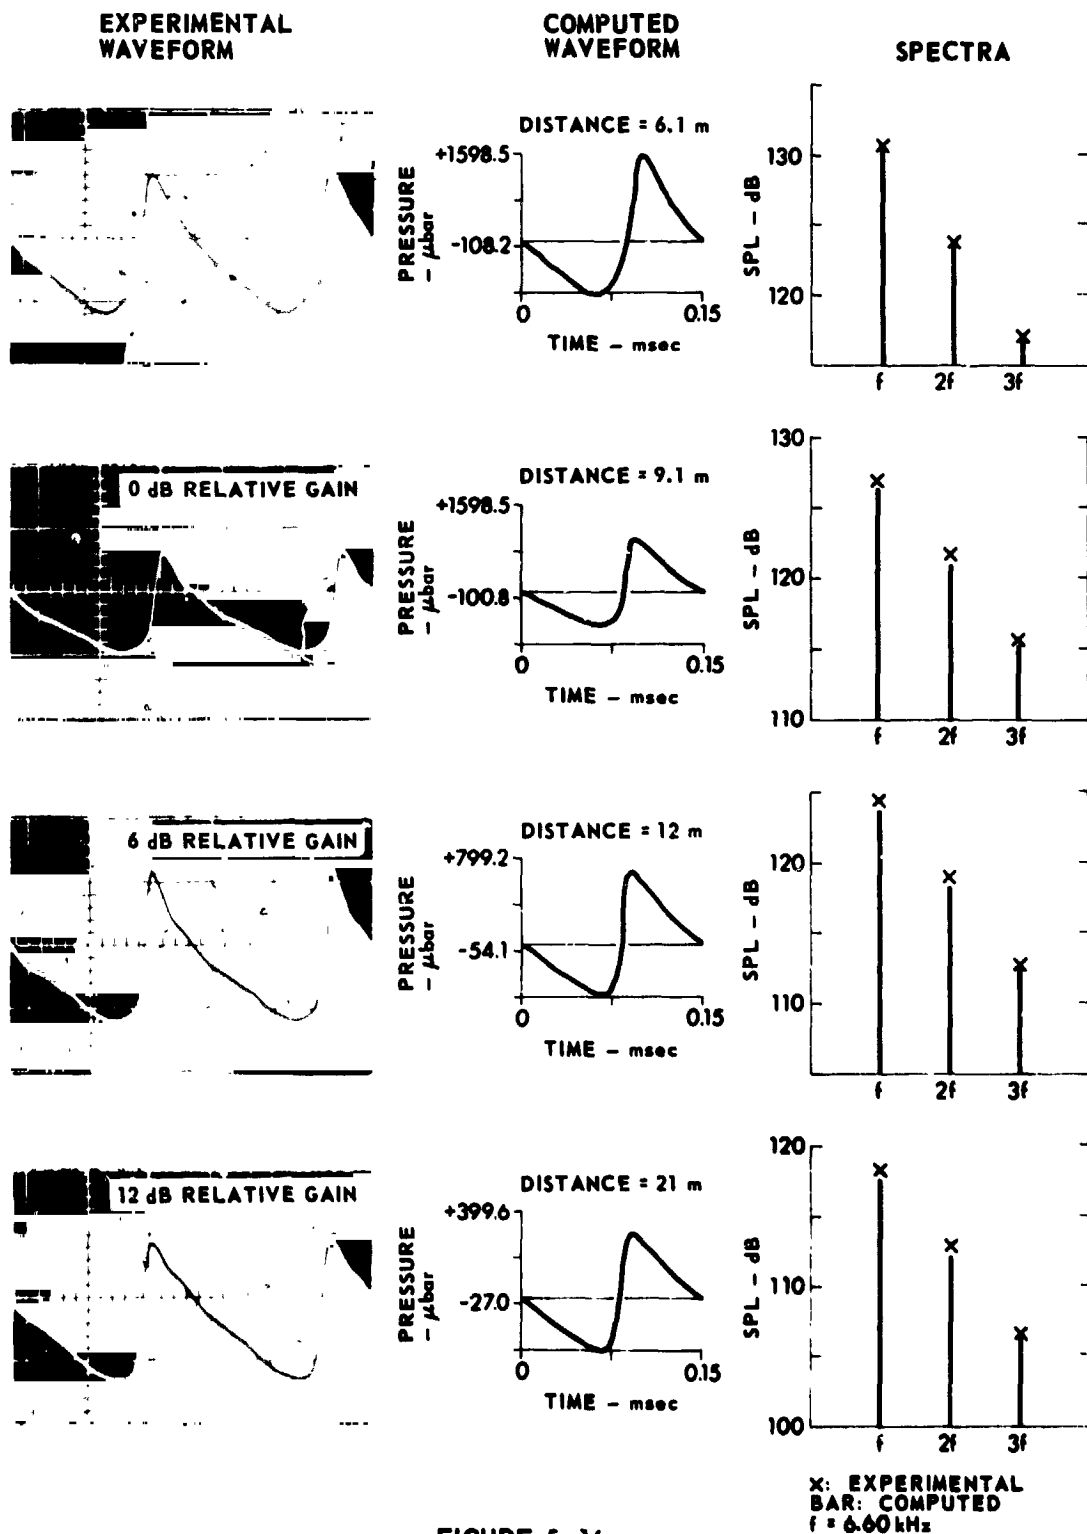 EXPERIMENTAL
WAVEFORM
COMPUTED
WAVEFORM
SPECTRA
DISTANCE = 6.1 m
+1598.5
-108.2
PRESSURE
- μbar
0
0.15
TIME - msec
SPL - dB
130
120
f
2f
3f
0 dB RELATIVE GAIN
DISTANCE = 9.1 m
+1598.5
-100.8
PRESSURE
- μbar
0
0.15
TIME - msec
SPL - dB
130
120
110
f
2f
3f
6 dB RELATIVE GAIN
DISTANCE = 12 m
+799.2
-54.1
PRESSURE
- μbar
0
0.15
TIME - msec
SPL - dB
120
110
f
2f
3f
12 dB RELATIVE GAIN
DISTANCE = 21 m
+399.6
-27.0
PRESSURE
- μbar
0
0.15
TIME - msec
SPL - dB
120
110
100
f
2f
3f
X: EXPERIMENTAL
BAR: COMPUTED
f = 6.60 kHz